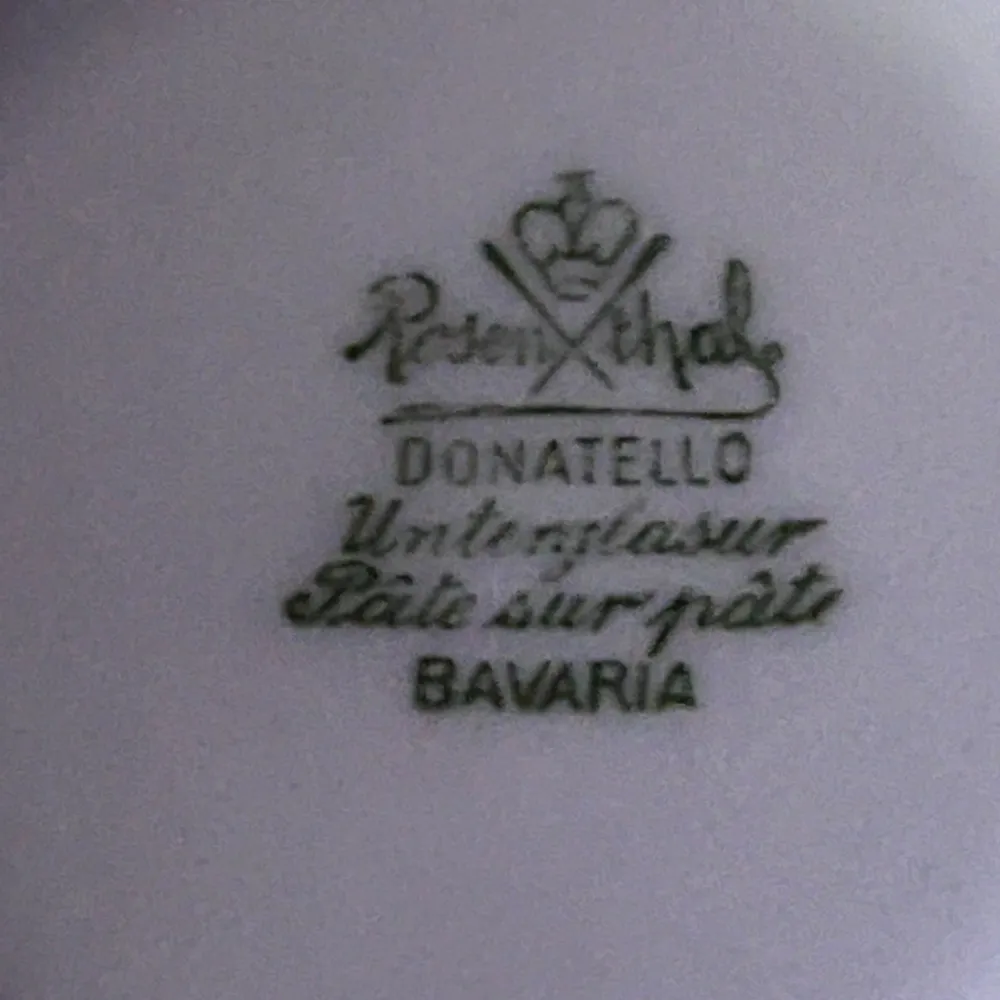 Rosenthal
DONATELLO
Unterglasur
Pâte sur pâte
BAVARIA